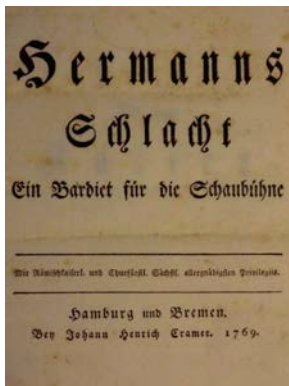 Hermanns
Schlacht
Ein Bardiet für die Schaubühne
Mit Römischkaiserl. und Churfürstl. Sächsis. allergnädigsten Privilegiis.
Hamburg und Bremen.
Bey Johann Henrich Cramer. 1769.